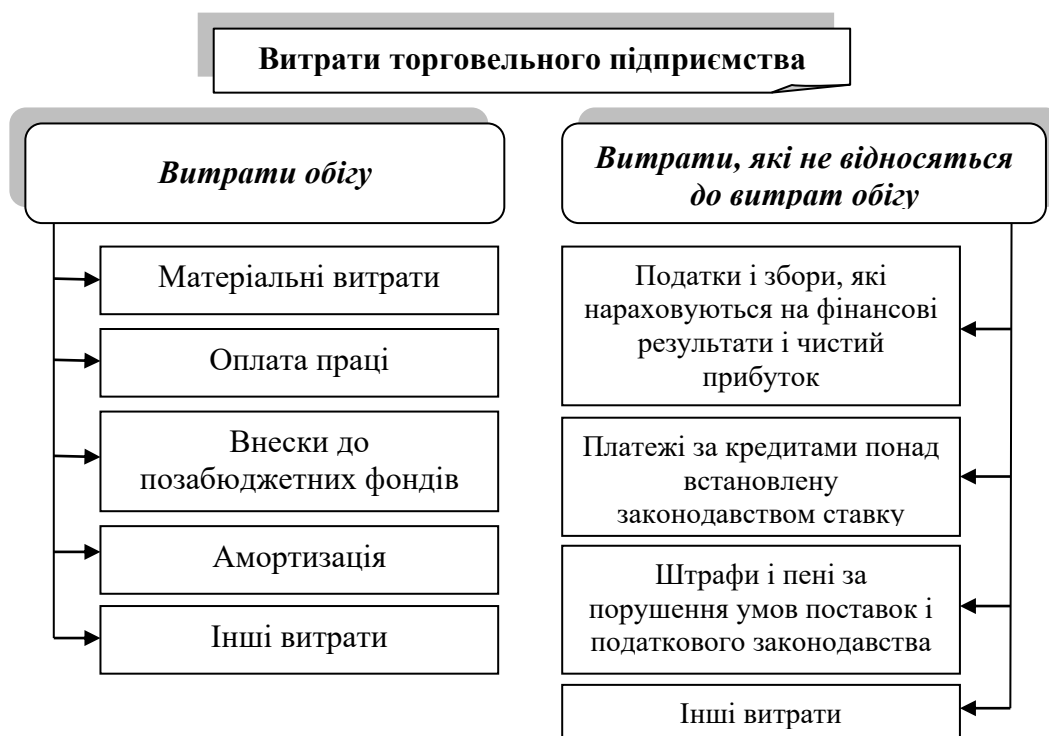 Витрати торговельного підприємства
Витрати обігу
Матеріальні витрати
Оплата праці
Внески до
позабюджетних фондів
Амортизація
Інші витрати
Витрати, які не відносяться
до витрат обігу
Податки і збори, які
нараховуються на фінансові
результати і чистий
прибуток
Платежі за кредитами понад
встановлену
законодавством ставку
Штрафи і пені за
порушення умов поставок і
податкового законодавства
Інші витрати